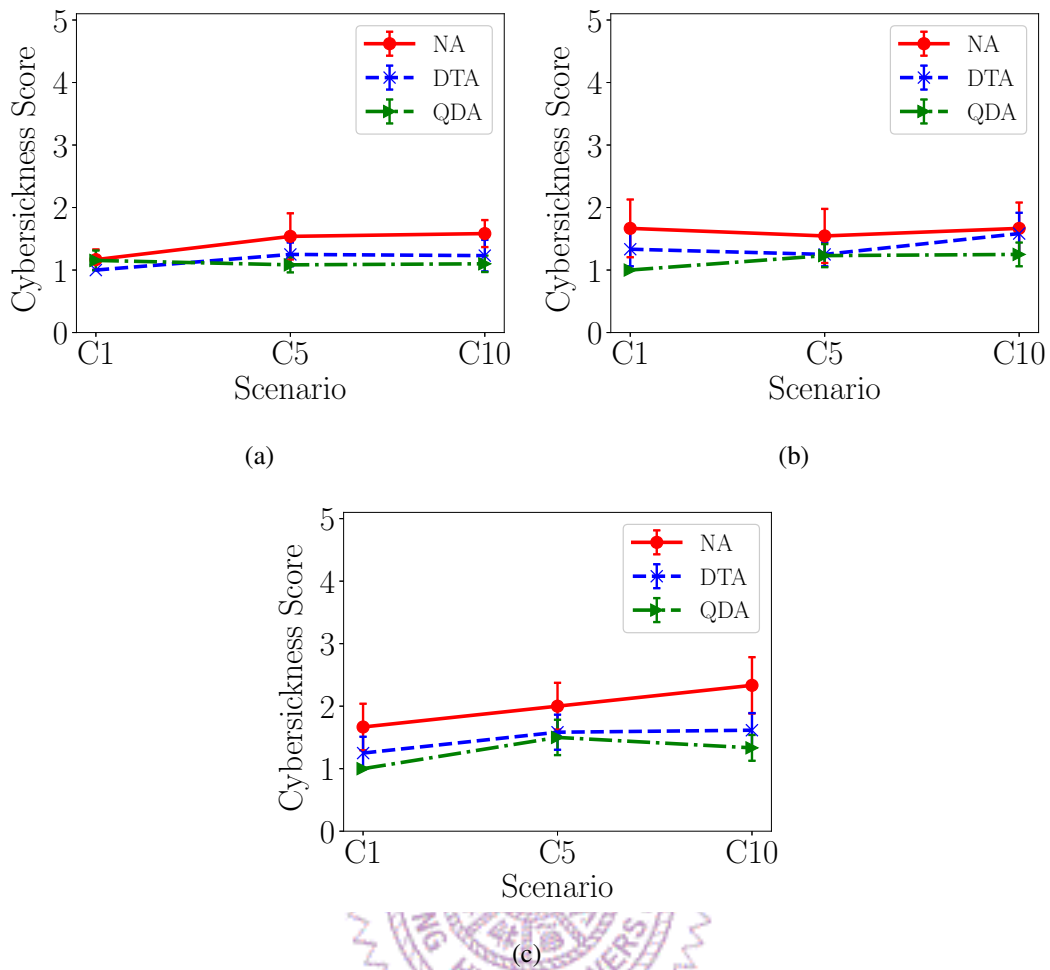 5
4
3
2
1
0
Cybersickness Score
NA
DTA
QDA
C1 C5 C10
Scenario
(a)
5
4
3
2
1
0
Cybersickness Score
NA
DTA
QDA
C1 C5 C10
Scenario
(b)
5
4
3
2
1
0
Cybersickness Score
NA
DTA
QDA
C1 C5 C10
Scenario
(c)